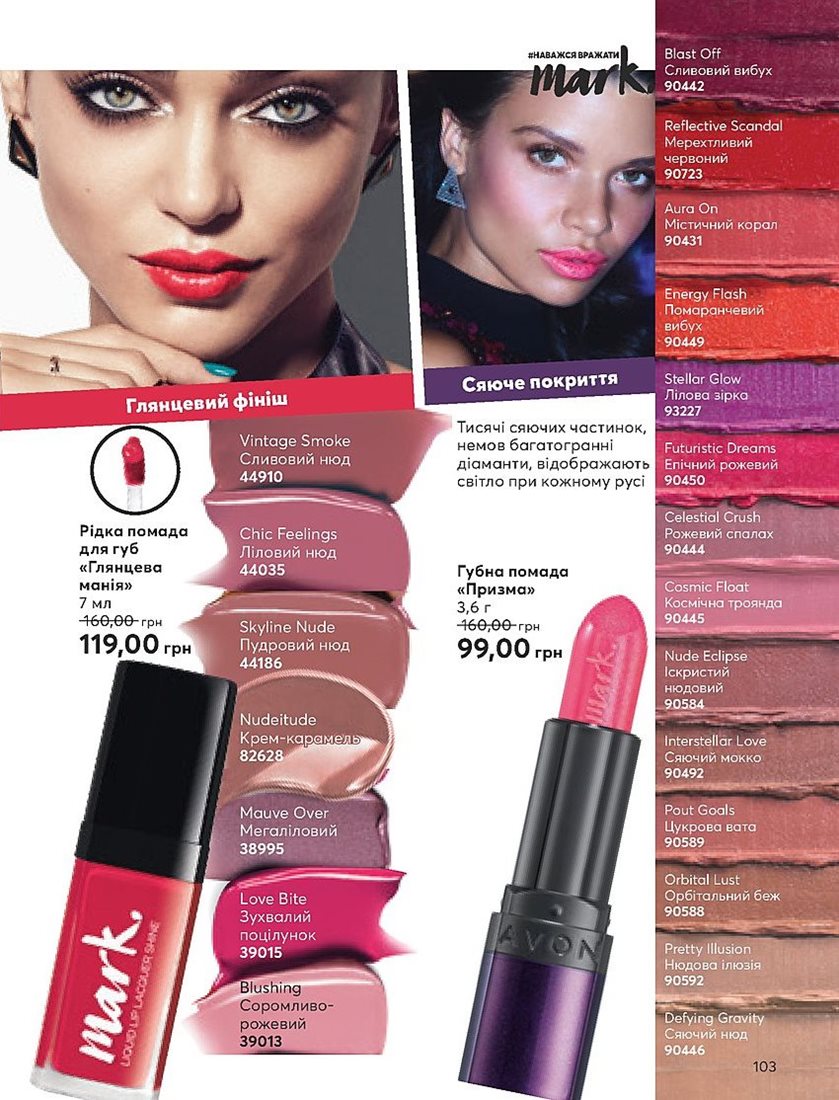 #НАВАЖСЯ ВРАЖАТИ
mark.
Глянцевий фініш
Сяюче покриття
Тисячі сяючих частинок,
немов багатогранні
діаманти, відображають
світло при кожному русі
Рідка помада
для губ
«Глянцева
манія»
7 мл
160,00 грн
119,00 грн
Vintage Smoke
Сливовий нюд
44910
Chic Feelings
Ліловий нюд
44035
Skyline Nude
Пудровий нюд
44186
Nudeitude
Крем-карамель
82628
Mauve Over
Мегаліловий
38995
Love Bite
Зухвалий
поцілунок
39015
Blushing
Соромливо-
рожевий
39013
mark.
LIQUID LIP LACQUER SHINE
Губна помада
«Призма»
3,6 г
160,00 грн
99,00 грн
mark.
AVON
Blast Off
Сливовий вибух
90442
Reflective Scandal
Мерехтливий
червоний
90723
Aura On
Містичний корал
90431
Energy Flash
Помаранчевий
вибух
90449
Stellar Glow
Лілова зірка
93227
Futuristic Dreams
Епічний рожевий
90450
Celestial Crush
Рожевий спалах
90444
Cosmic Float
Космічна троянда
90445
Nude Eclipse
Іскристий
нюдовий
90584
Interstellar Love
Сяючий мокко
90492
Pout Goals
Цукрова вата
90589
Orbital Lust
Орбітальний беж
90588
Pretty Illusion
Нюдова ілюзія
90592
Defying Gravity
Сяючий нюд
90446
103